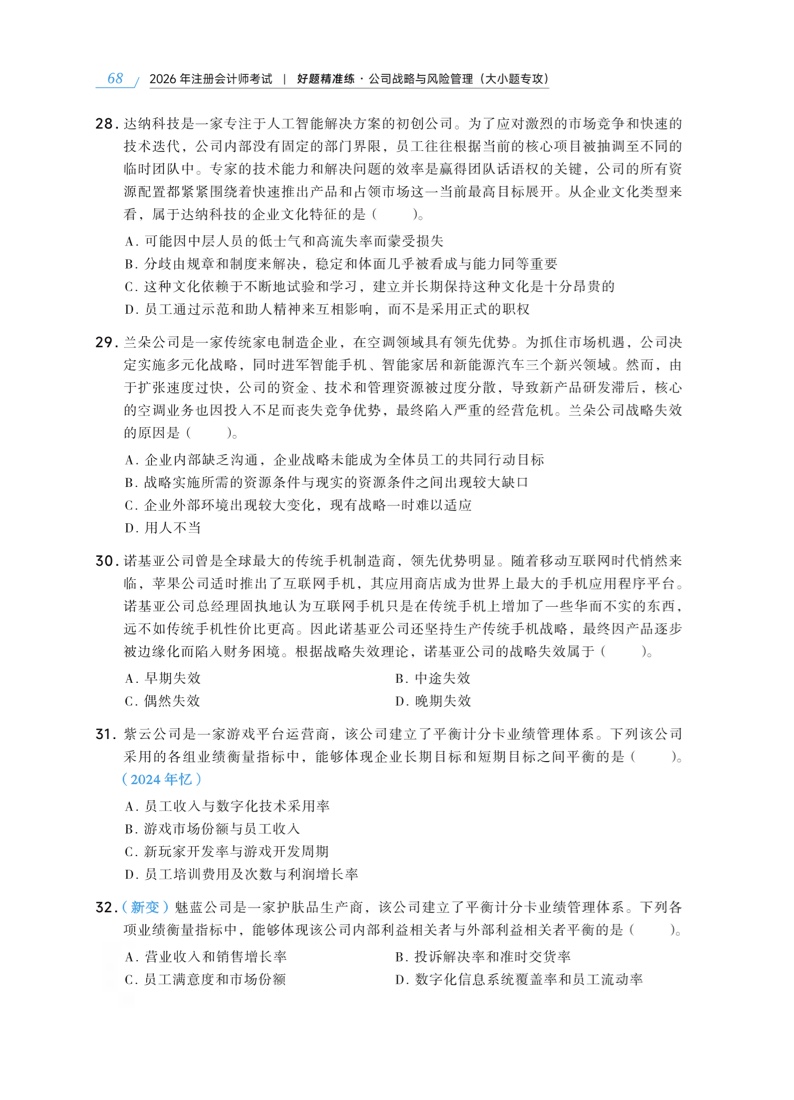 68 2026 年注册会计师考试 | 好题精准练·公司战略与风险管理（大小题专攻）
28. 达纳科技是一家专注于人工智能解决方案的初创公司。为了应对激烈的市场竞争和快速的
技术迭代，公司内部没有固定的部门界限，员工往往根据当前的核心项目被抽调至不同的
临时团队中。专家的技术能力和解决问题的效率是赢得团队话语权的关键，公司的所有资
源配置都紧紧围绕着快速推出产品和占领市场这一当前最高目标展开。从企业文化类型来
看，属于达纳科技的企业文化特征的是（　　）。
A. 可能因中层人员的低士气和高流失率而蒙受损失
B. 分歧由规章和制度来解决，稳定和体面几乎被看成与能力同等重要
C. 这种文化依赖于不断地试验和学习，建立并长期保持这种文化是十分昂贵的
D. 员工通过示范和助人精神来互相影响，而不是采用正式的职权
29. 兰朵公司是一家传统家电制造企业，在空调领域具有领先优势。为抓住市场机遇，公司决
定实施多元化战略，同时进军智能手机、智能家居和新能源汽车三个新兴领域。然而，由
于扩张速度过快，公司的资金、技术和管理资源被过度分散，导致新产品研发滞后，核心
的空调业务也因投入不足而丧失竞争优势，最终陷入严重的经营危机。兰朵公司战略失效
的原因是（　　）。
A. 企业内部缺乏沟通，企业战略未能成为全体员工的共同行动目标
B. 战略实施所需的资源条件与现实的资源条件之间出现较大缺口
C. 企业外部环境出现较大变化，现有战略一时难以适应
D. 用人不当
30. 诺基亚公司曾是全球最大的传统手机制造商，领先优势明显。随着移动互联网时代悄然来
临，苹果公司适时推出了互联网手机，其应用商店成为世界上最大的手机应用程序平台。
诺基亚公司总经理固执地认为互联网手机只是在传统手机上增加了一些华而不实的东西，
远不如传统手机性价比更高。因此诺基亚公司还坚持生产传统手机战略，最终因产品逐步
被边缘化而陷入财务困境。根据战略失效理论，诺基亚公司的战略失效属于（　　）。
A. 早期失效 B. 中途失效
C. 偶然失效 D. 晚期失效
31. 紫云公司是一家游戏平台运营商，该公司建立了平衡计分卡业绩管理体系。下列该公司
采用的各组业绩衡量指标中，能够体现企业长期目标和短期目标之间平衡的是（　　）。
（2024 年忆）
A. 员工收入与数字化技术采用率
B. 游戏市场份额与员工收入
C. 新玩家开发率与游戏开发周期
D. 员工培训费用及次数与利润增长率
32.（新变）魅蓝公司是一家护肤品生产商，该公司建立了平衡计分卡业绩管理体系。下列各
项业绩衡量指标中，能够体现该公司内部利益相关者与外部利益相关者平衡的是（　　）。
A. 营业收入和销售增长率 B. 投诉解决率和准时交货率
C. 员工满意度和市场份额 D. 数字化信息系统覆盖率和员工流动率